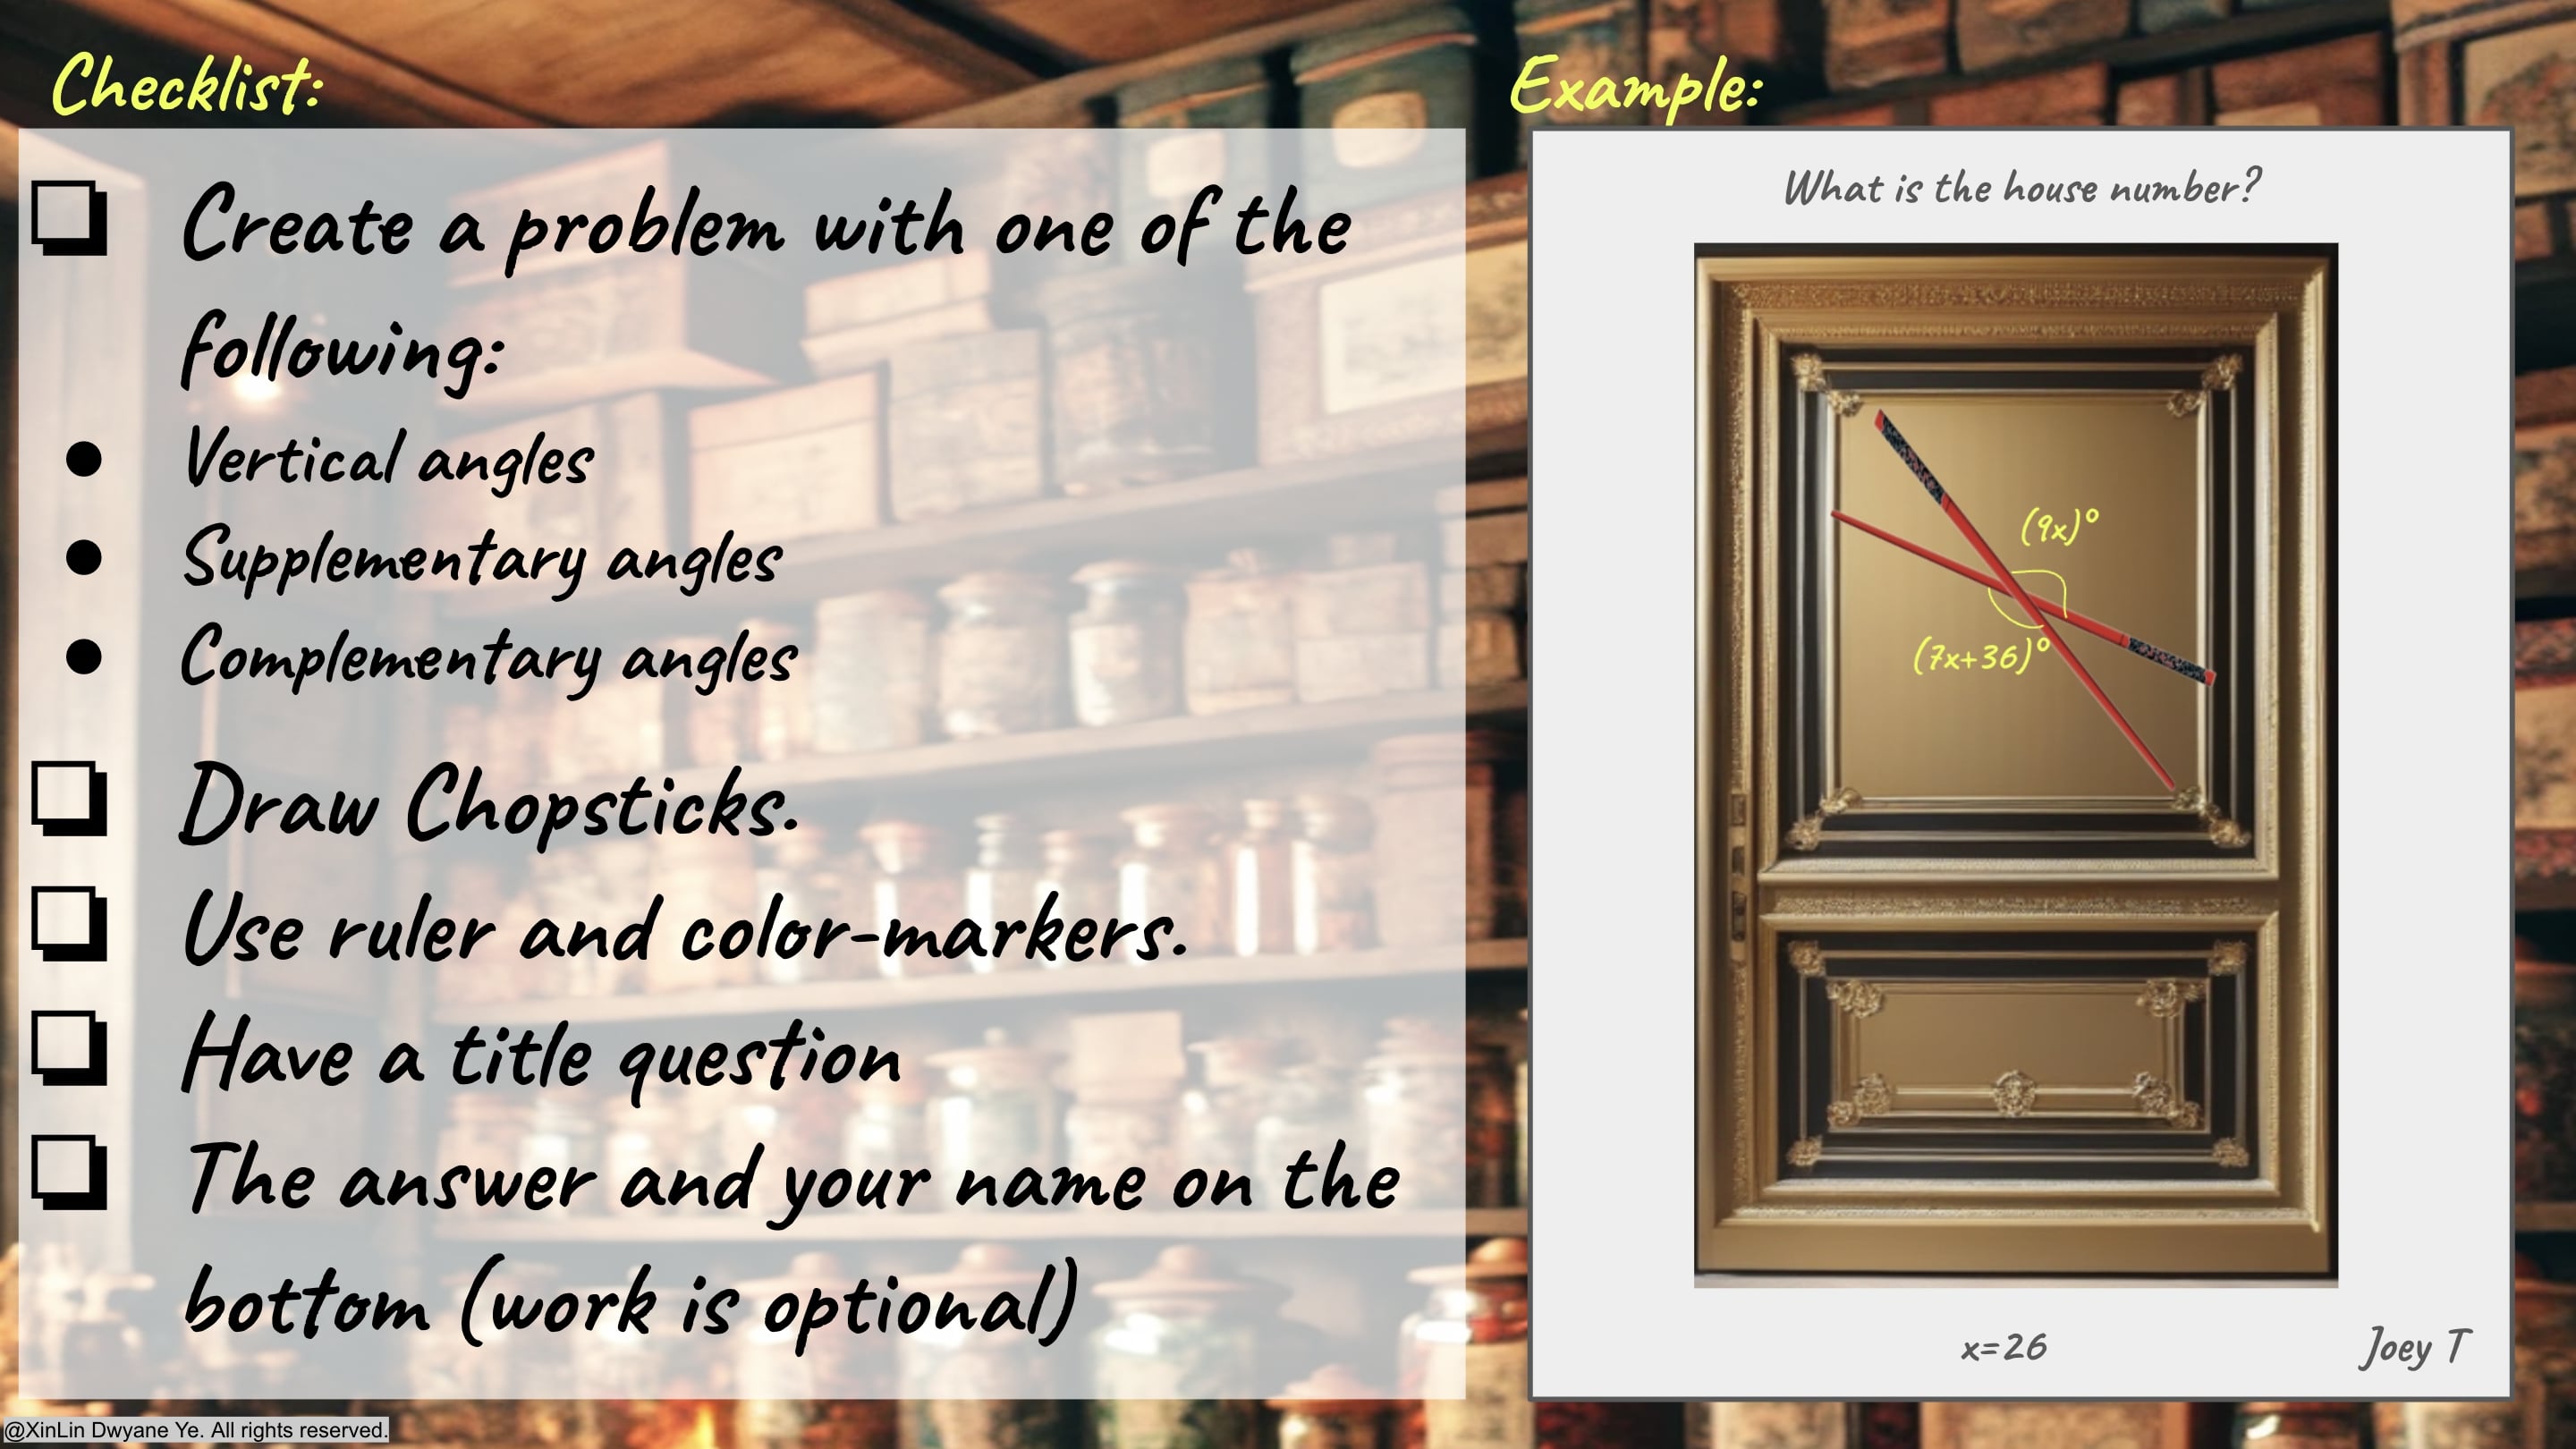 Checklist:
❏ Create a problem with one of the
following:
● Vertical angles
● Supplementary angles
● Complementary angles
❏ Draw Chopsticks.
❏ Use ruler and color-markers.
❏ Have a title question
❏ The answer and your name on the
bottom (work is optional)
Example:
What is the house number?
(9x)°
(7x+36)°
x=26
Joey T
@XinLin Dwyane Ye. All rights reserved.